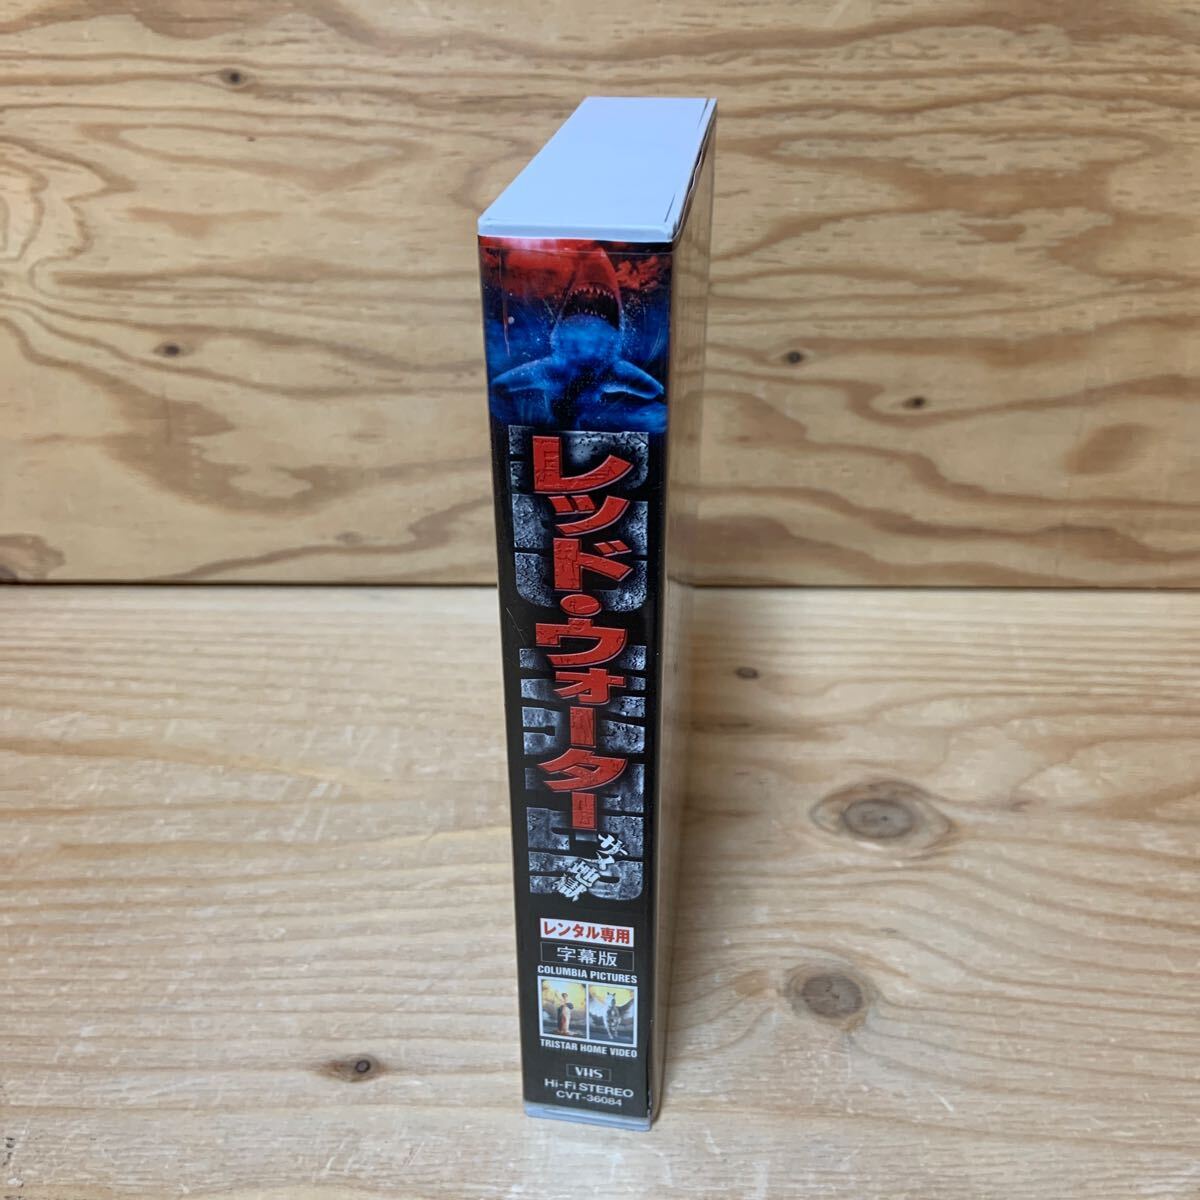 レッド・ウォーター
サメ地獄
レンタル専用
字幕版
COLUMBIA PICTURES
TRISTAR HOME VIDEO
VHS
Hi-Fi STEREO
CVT-36084